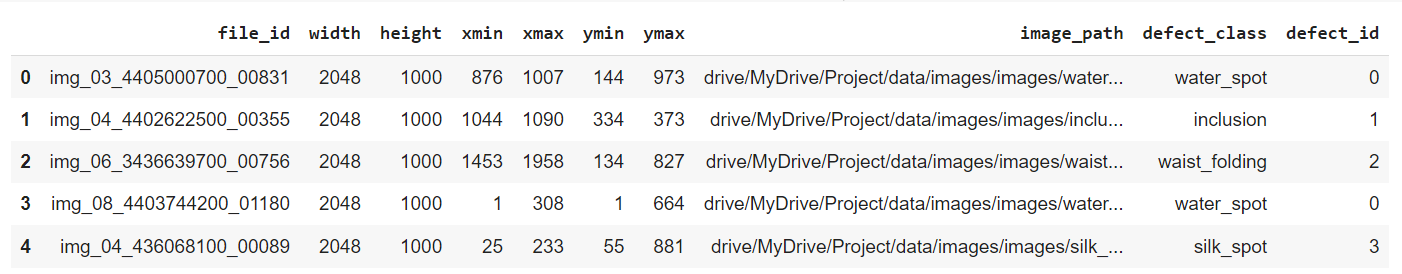 file_id width height xmin xmax ymin ymax image_path defect_class defect_id
0 img_03_4405000700_00831 2048 1000 876 1007 144 973 drive/MyDrive/Project/data/images/images/water... water_spot 0
1 img_04_4402622500_00355 2048 1000 1044 1090 334 373 drive/MyDrive/Project/data/images/images/inclu... inclusion 1
2 img_06_3436639700_00756 2048 1000 1453 1958 134 827 drive/MyDrive/Project/data/images/images/waist... waist_folding 2
3 img_08_4403744200_01180 2048 1000 1 308 1 664 drive/MyDrive/Project/data/images/images/water... water_spot 0
4 img_04_436068100_00089 2048 1000 25 233 55 881 drive/MyDrive/Project/data/images/images/silk_... silk_spot 3